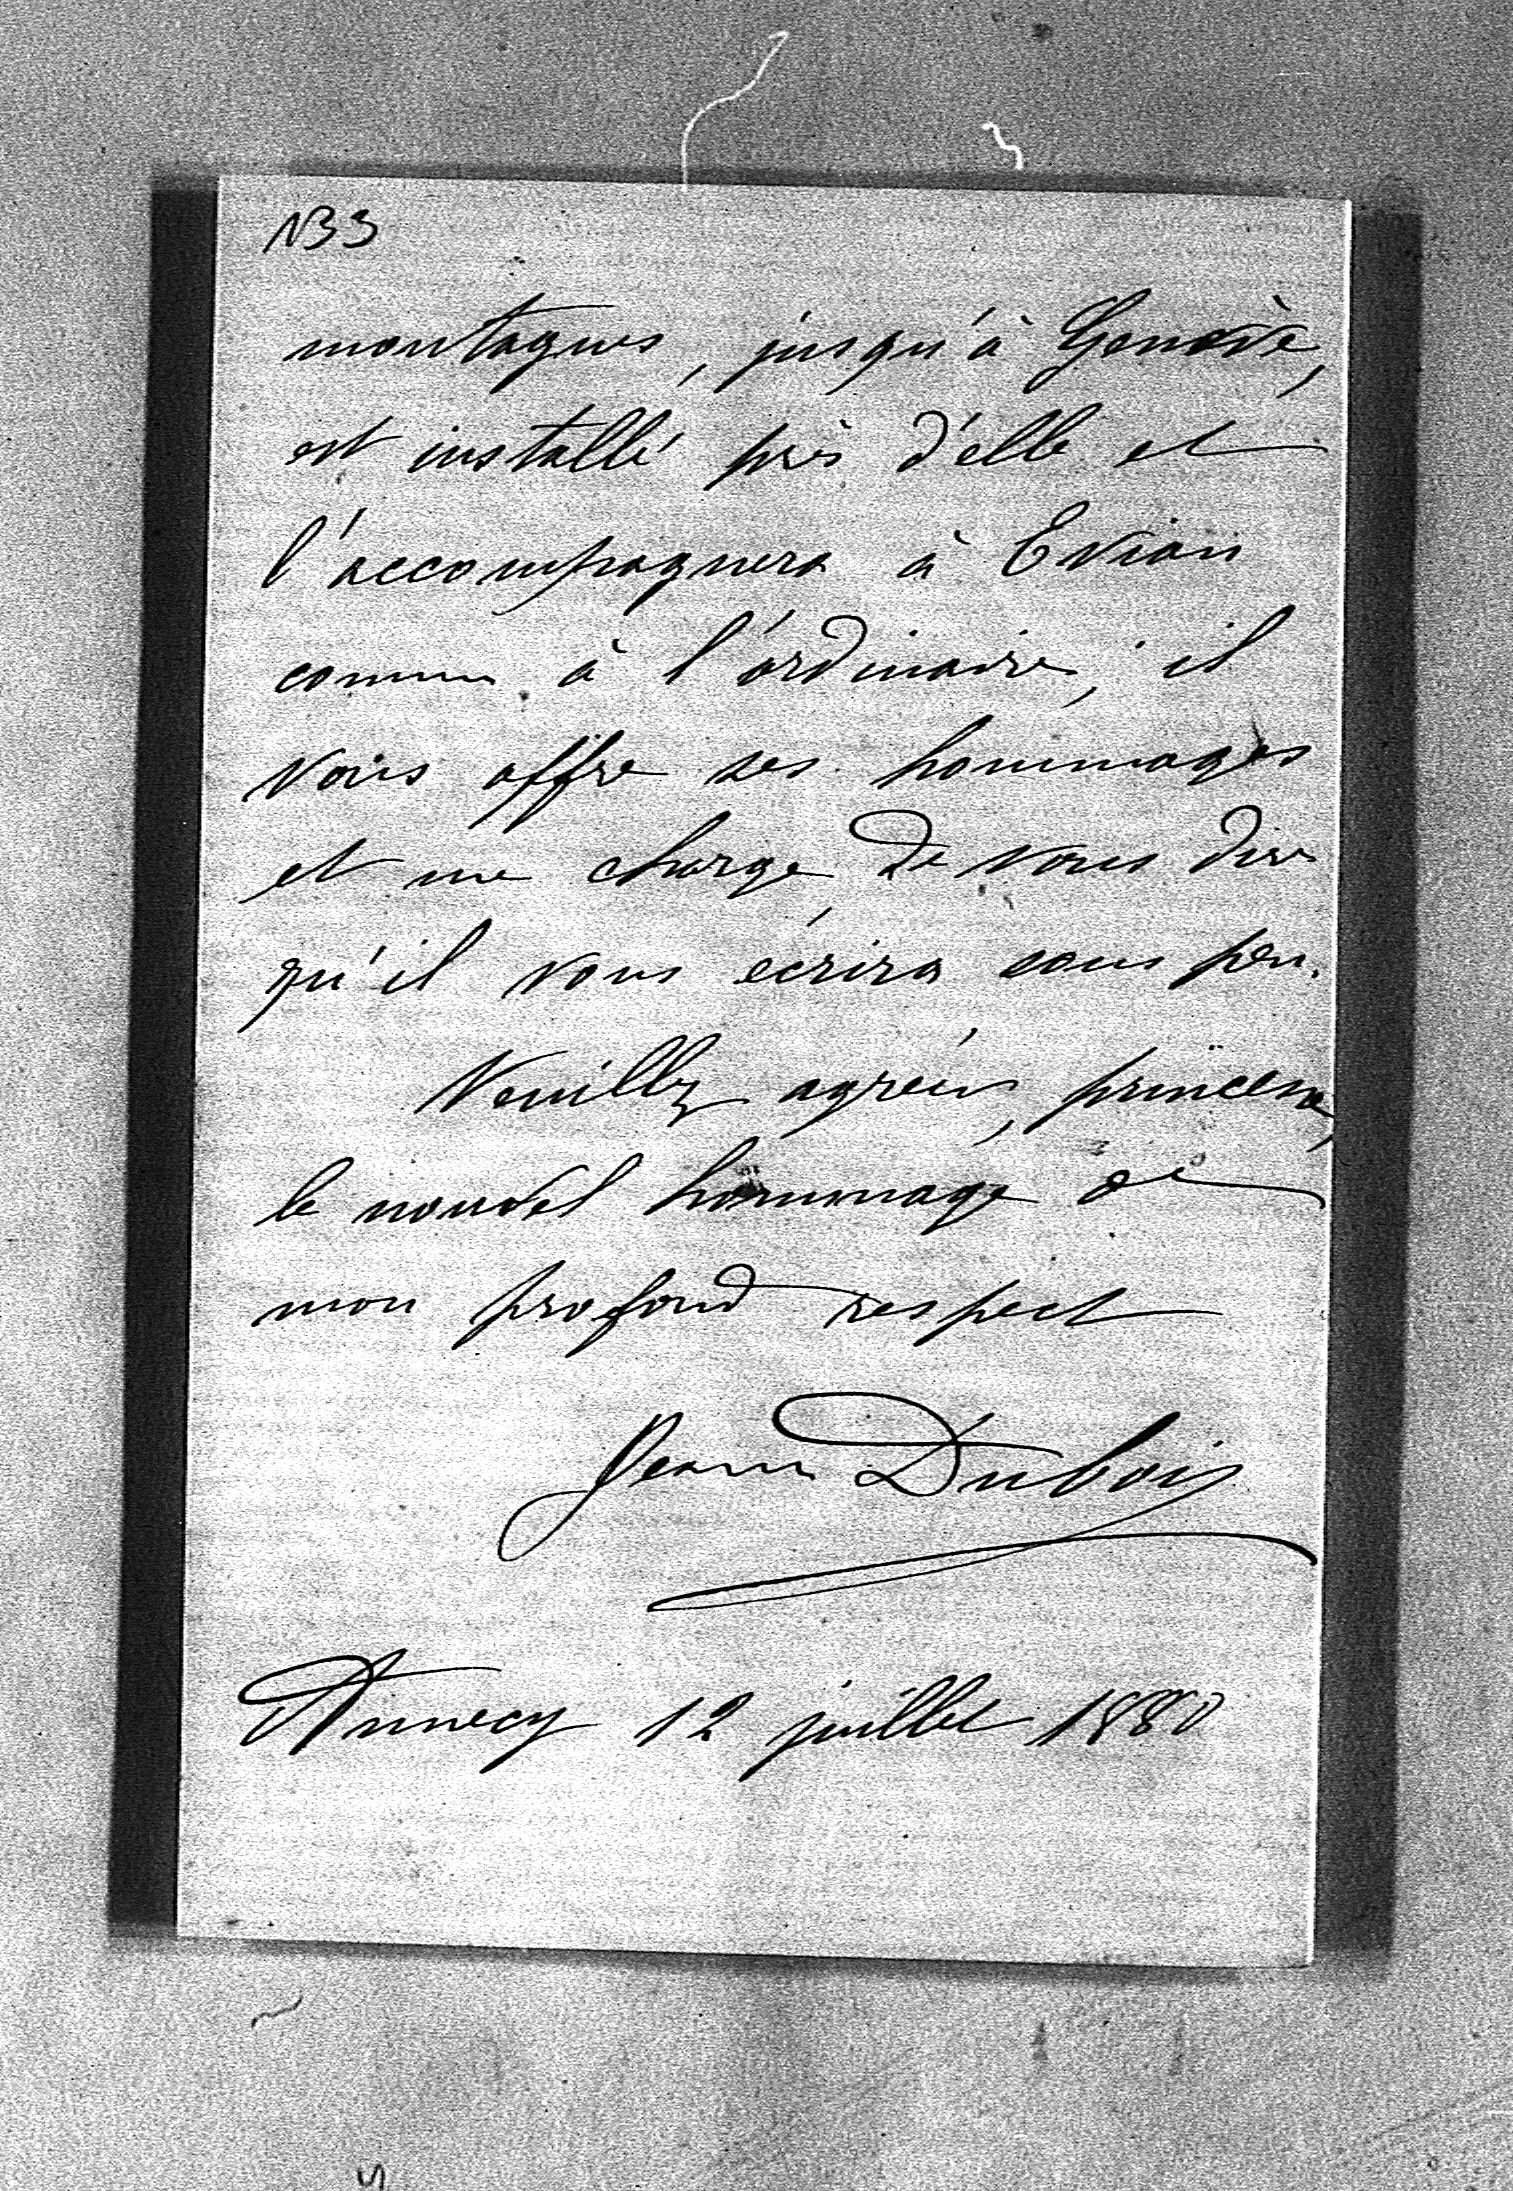 133
montagnes, jusqu'à Genève,
est installé près d'elle et
l'accompagnera à Evian
comme à l'ordinaire; il
vous offre ses hommages
et me charge de vous dire
qu'il vous écrira sous peu.
Veuillez agréer, princesse,
le nouvel hommage de
mon profond respect
Jeanne Dubois
Annecy 12 juillet 1880